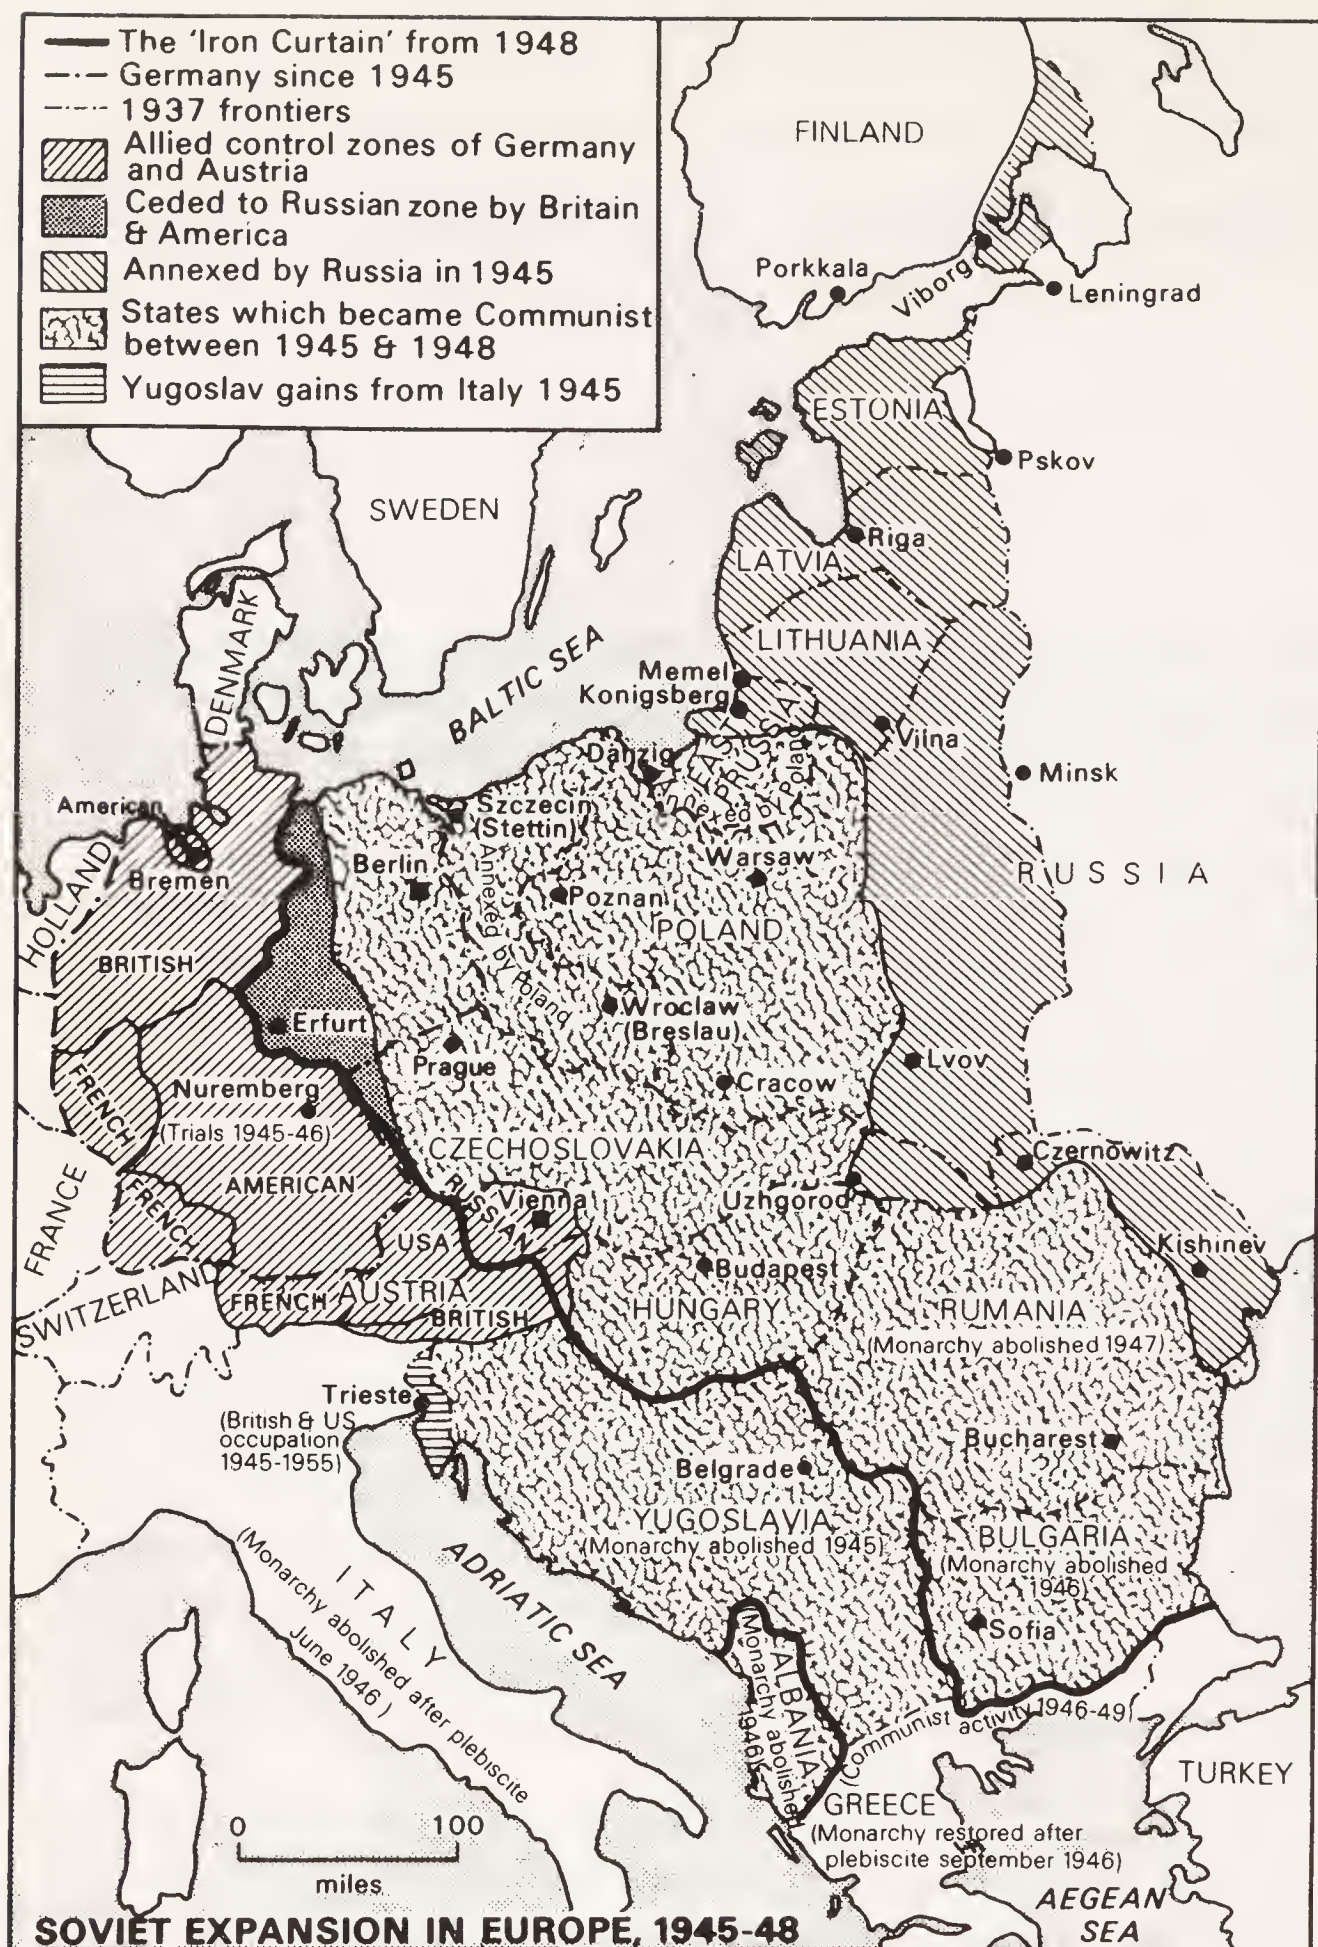 The 'Iron Curtain' from 1948
Germany since 1945
1937 frontiers
Allied control zones of Germany
and Austria
Ceded to Russian zone by Britain
& America
Annexed by Russia in 1945
States which became Communist
between 1945 & 1948
Yugoslav gains from Italy 1945
FINLAND
Porkkala
Viborg
Leningrad
ESTONIA
Pskov
SWEDEN
Riga
LATVIA
DENMARK
LITHUANIA
BALTIC SEA
Memel
Konigsberg
Vilna
EAST
PRUSSIA
Annexed by Poland
Danzig
Minsk
American
Szczecin
(Stettin)
Berlin
Warsaw
Bremen
HOLLAND
Poznan
Annexed by Poland
RUSSIA
POLAND
BRITISH
Wroclaw
(Breslau)
Erfurt
Prague
Lvov
Cracow
FRENCH
Nuremberg
(Trials 1945-46)
CZECHOSLOVAKIA
Czernowitz
AMERICAN
RUSSIAN
Vienna
Uzhgorod
FRANCE
FRENCH
USA
Kishinev
Budapest
SWITZERLAND
FRENCH
AUSTRIA
BRITISH
HUNGARY
RUMANIA
(Monarchy abolished 1947)
Trieste
(British & US
occupation
1945-1955)
Bucharest
Belgrade
YUGOSLAVIA
(Monarchy abolished 1945)
BULGARIA
(Monarchy abolished
1946)
ADRIATIC SEA
ITALY
(Monarchy abolished after plebiscite
June 1946)
Sofia
ALBANIA
(Monarchy abolished
1946)
(Communist activity 1946-49)
TURKEY
GREECE
(Monarchy restored after
plebiscite september 1946)
0 100
miles
AEGEAN
SEA
SOVIET EXPANSION IN EUROPE, 1945-48